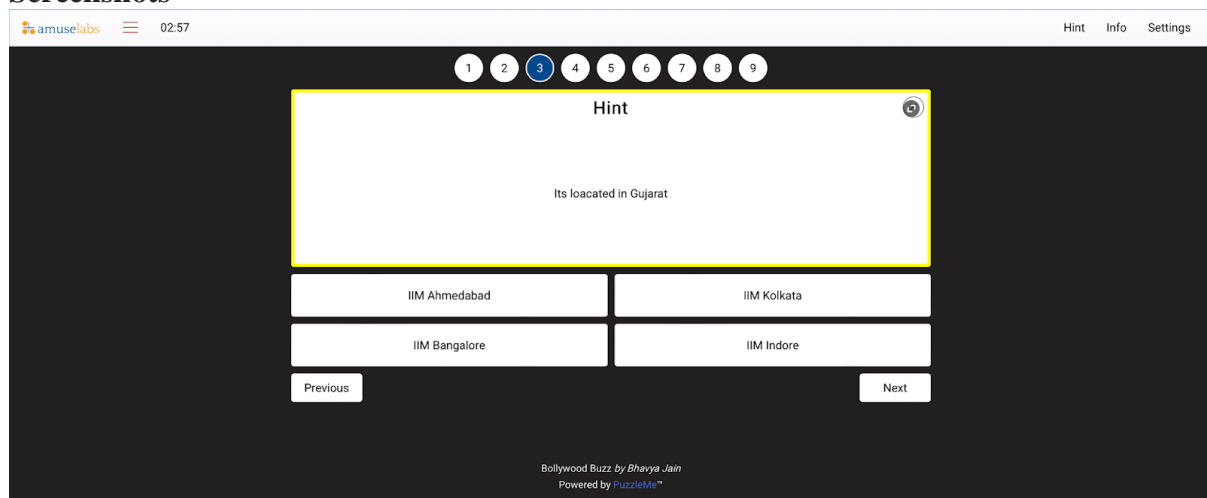 Screenshots
amuselabs 02:57 Hint Info Settings
1 2 3 4 5 6 7 8 9
Hint
Its loacated in Gujarat
IIM Ahmedabad IIM Kolkata
IIM Bangalore IIM Indore
Previous Next
Bollywood Buzz by Bhavya Jain
Powered by PuzzleMe™